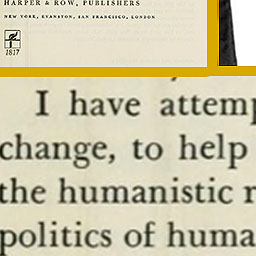 HARPER & ROW, PUBLISHERS
NEW YORK, EVANSTON, SAN FRANCISCO, LONDON
1817
I have attemp
change, to help
the humanistic r
politics of huma